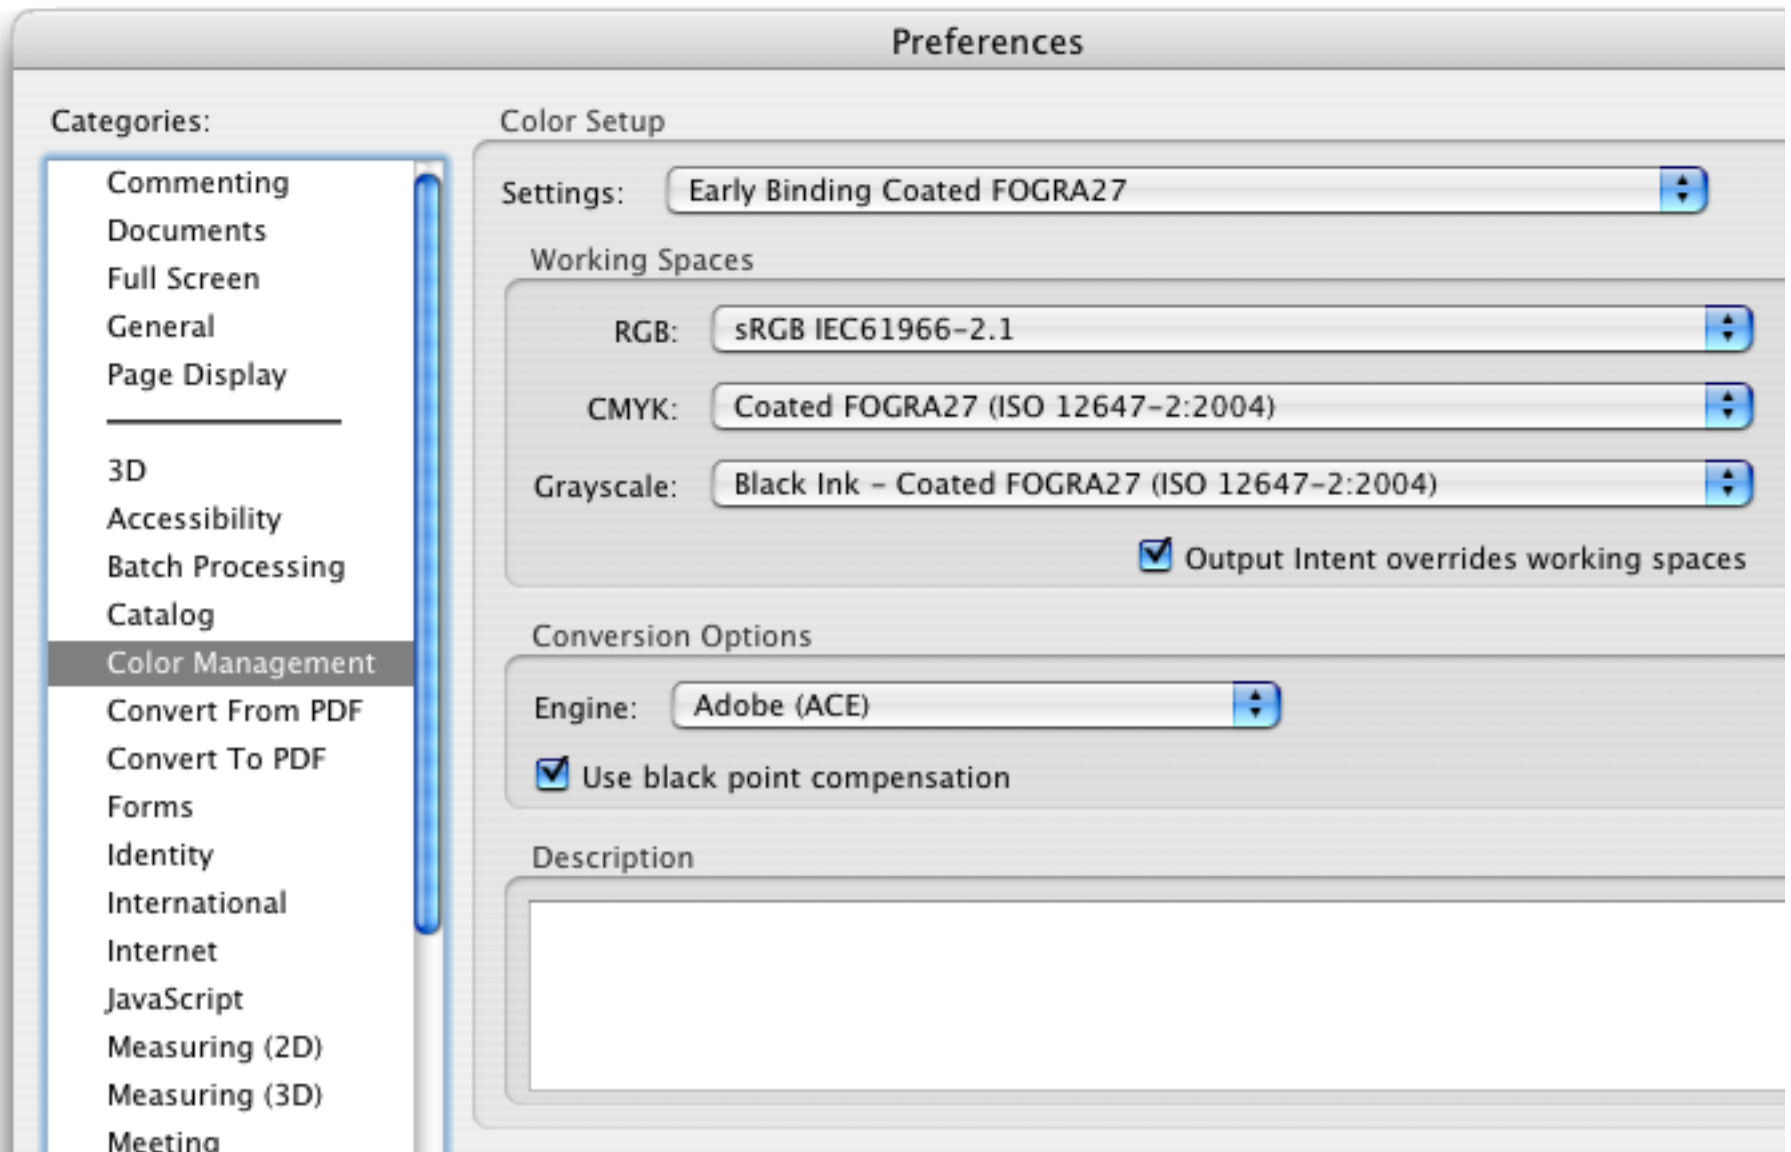 Preferences
Categories:
Commenting
Documents
Full Screen
General
Page Display
3D
Accessibility
Batch Processing
Catalog
Color Management
Convert From PDF
Convert To PDF
Forms
Identity
International
Internet
JavaScript
Measuring (2D)
Measuring (3D)
Meeting
Color Setup
Settings: Early Binding Coated FOGRA27
Working Spaces
RGB: sRGB IEC61966-2.1
CMYK: Coated FOGRA27 (ISO 12647-2:2004)
Grayscale: Black Ink - Coated FOGRA27 (ISO 12647-2:2004)
Output Intent overrides working spaces
Conversion Options
Engine: Adobe (ACE)
Use black point compensation
Description